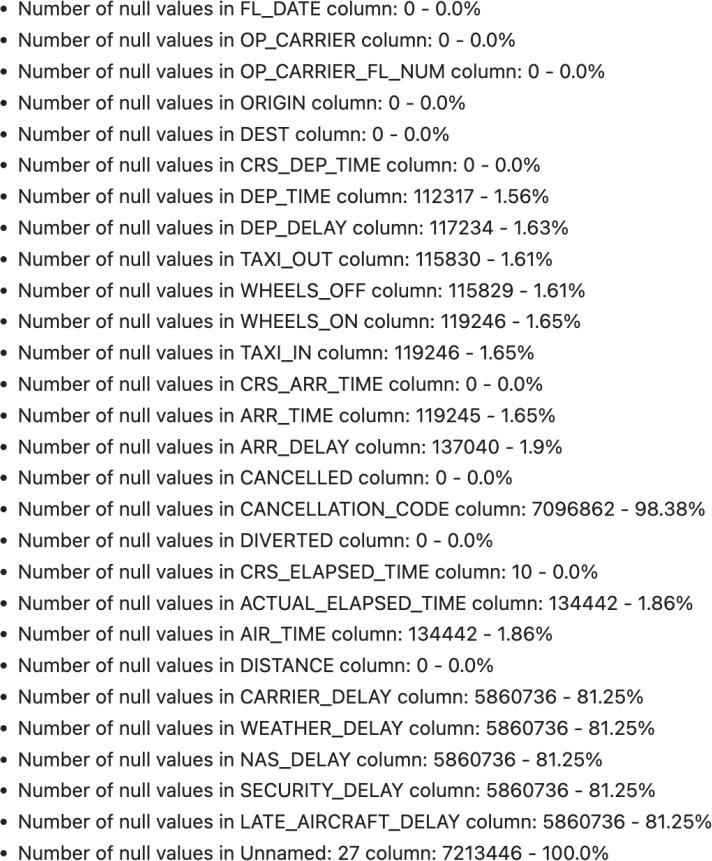 • Number of null values in FL_DATE column: 0 - 0.0%
• Number of null values in OP_CARRIER column: 0 - 0.0%
• Number of null values in OP_CARRIER_FL_NUM column: 0 - 0.0%
• Number of null values in ORIGIN column: 0 - 0.0%
• Number of null values in DEST column: 0 - 0.0%
• Number of null values in CRS_DEP_TIME column: 0 - 0.0%
• Number of null values in DEP_TIME column: 112317 - 1.56%
• Number of null values in DEP_DELAY column: 117234 - 1.63%
• Number of null values in TAXI_OUT column: 115830 - 1.61%
• Number of null values in WHEELS_OFF column: 115829 - 1.61%
• Number of null values in WHEELS_ON column: 119246 - 1.65%
• Number of null values in TAXI_IN column: 119246 - 1.65%
• Number of null values in CRS_ARR_TIME column: 0 - 0.0%
• Number of null values in ARR_TIME column: 119245 - 1.65%
• Number of null values in ARR_DELAY column: 137040 - 1.9%
• Number of null values in CANCELLED column: 0 - 0.0%
• Number of null values in CANCELLATION_CODE column: 7096862 - 98.38%
• Number of null values in DIVERTED column: 0 - 0.0%
• Number of null values in CRS_ELAPSED_TIME column: 10 - 0.0%
• Number of null values in ACTUAL_ELAPSED_TIME column: 134442 - 1.86%
• Number of null values in AIR_TIME column: 134442 - 1.86%
• Number of null values in DISTANCE column: 0 - 0.0%
• Number of null values in CARRIER_DELAY column: 5860736 - 81.25%
• Number of null values in WEATHER_DELAY column: 5860736 - 81.25%
• Number of null values in NAS_DELAY column: 5860736 - 81.25%
• Number of null values in SECURITY_DELAY column: 5860736 - 81.25%
• Number of null values in LATE_AIRCRAFT_DELAY column: 5860736 - 81.25%
• Number of null values in Unnamed: 27 column: 7213446 - 100.0%